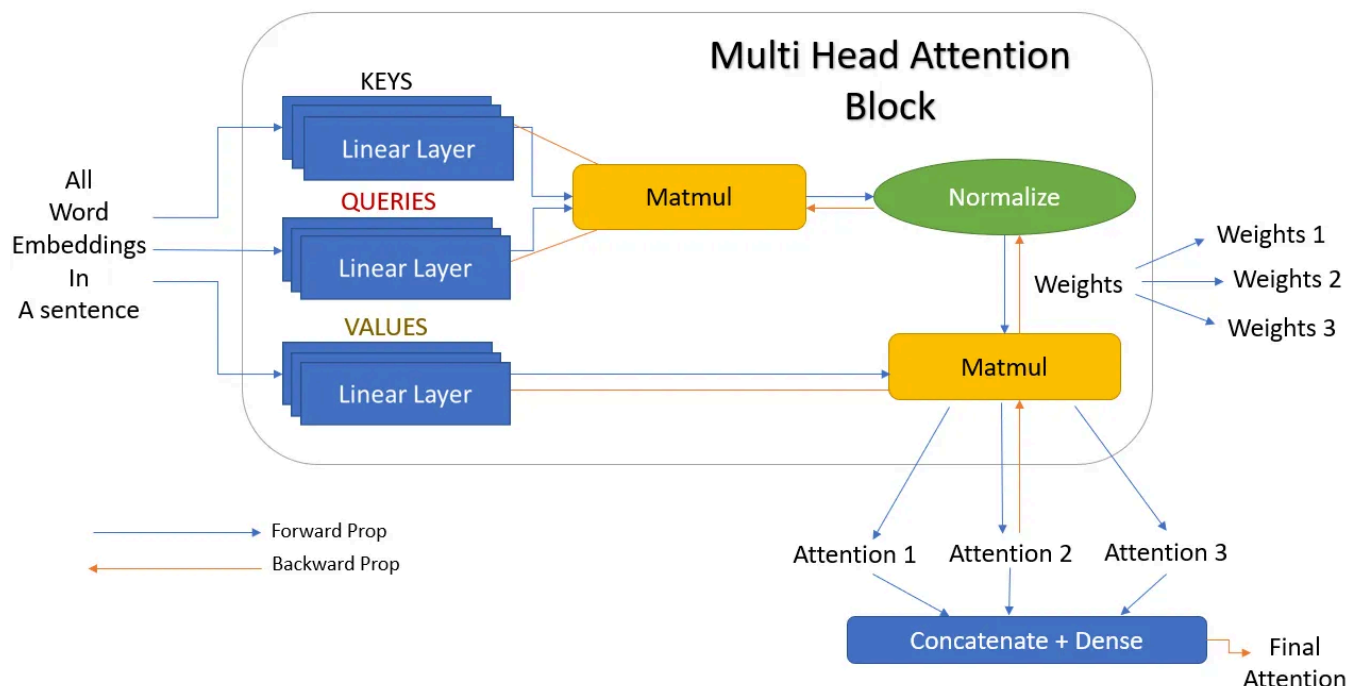 Multi Head Attention
Block
KEYS
Linear Layer
QUERIES
Linear Layer
VALUES
Linear Layer
All
Word
Embeddings
In
A sentence
Matmul
Normalize
Weights
Weights 1
Weights 2
Weights 3
Matmul
Forward Prop
Backward Prop
Attention 1
Attention 2
Attention 3
Concatenate + Dense
Final
Attention